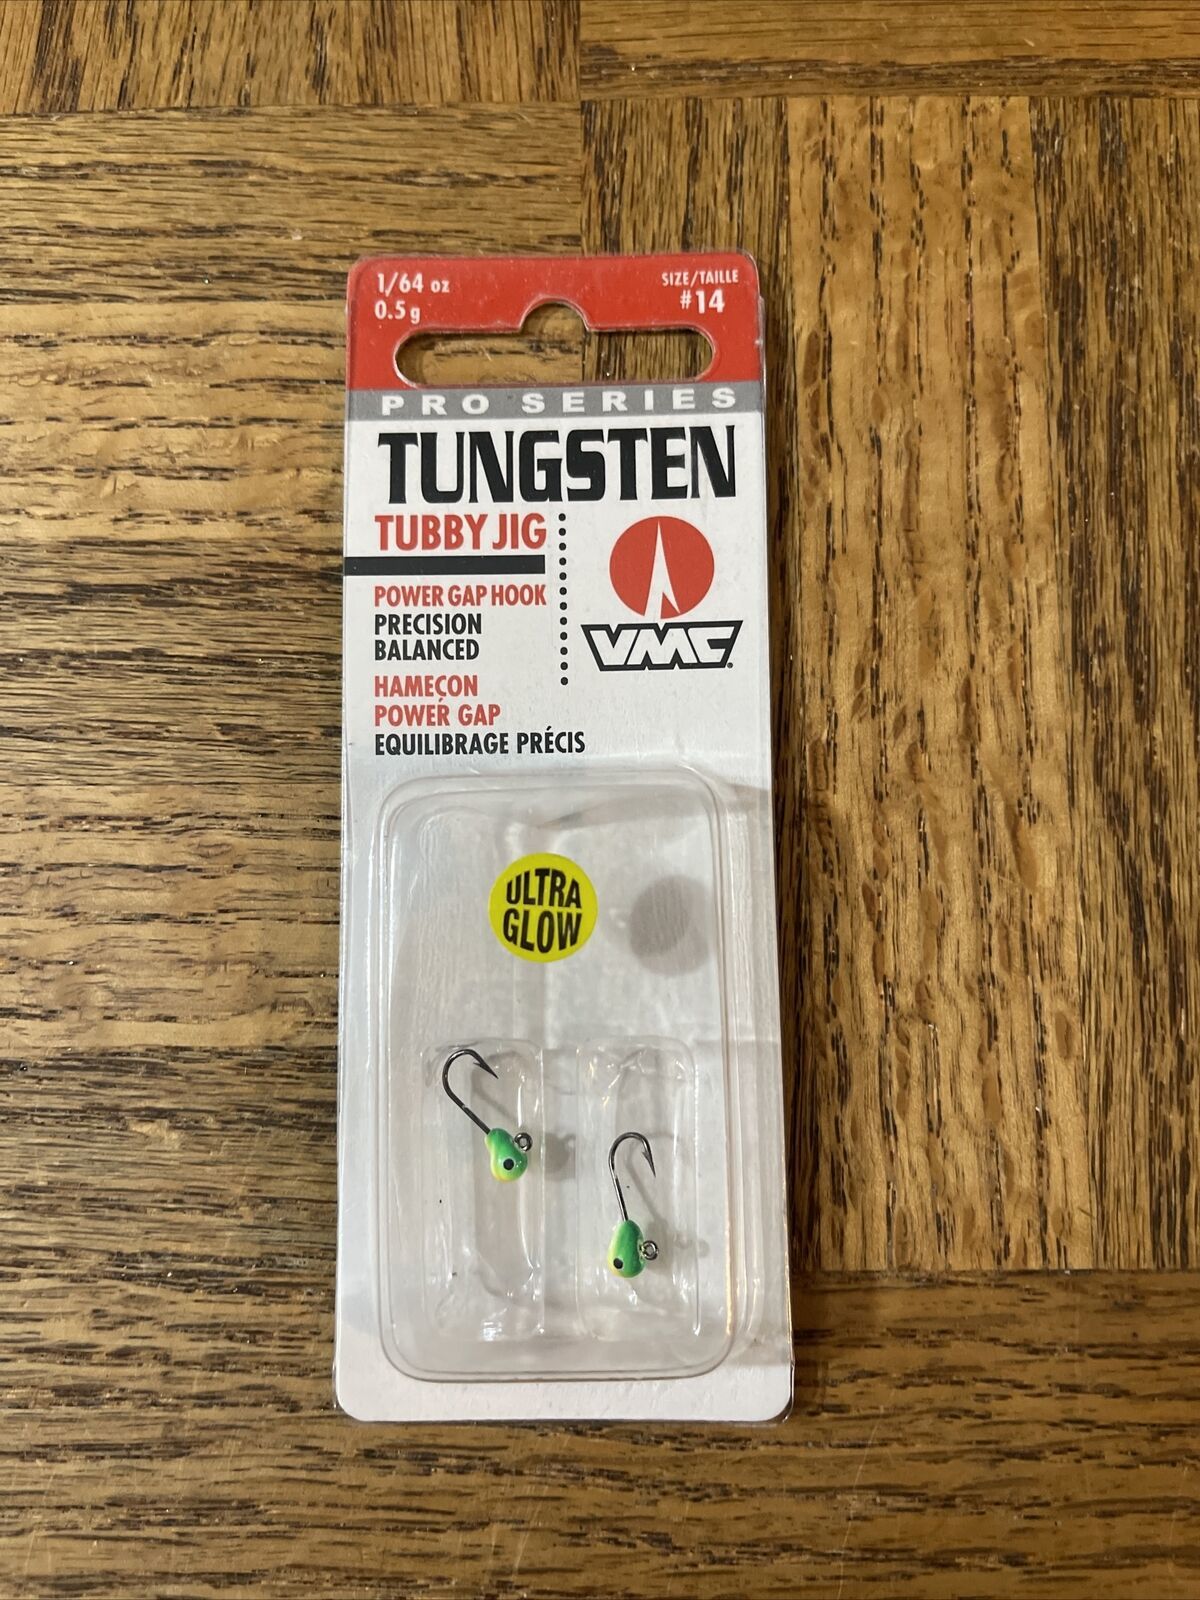 1/64 oz
0.5 g
SIZE/TAILLE
#14
PRO SERIES
TUNGSTEN
TUBBY JIG
POWER GAP HOOK
PRECISION
BALANCED
HAMEÇON
POWER GAP
EQUILIBRAGE PRÉCIS
VMC
ULTRA
GLOW